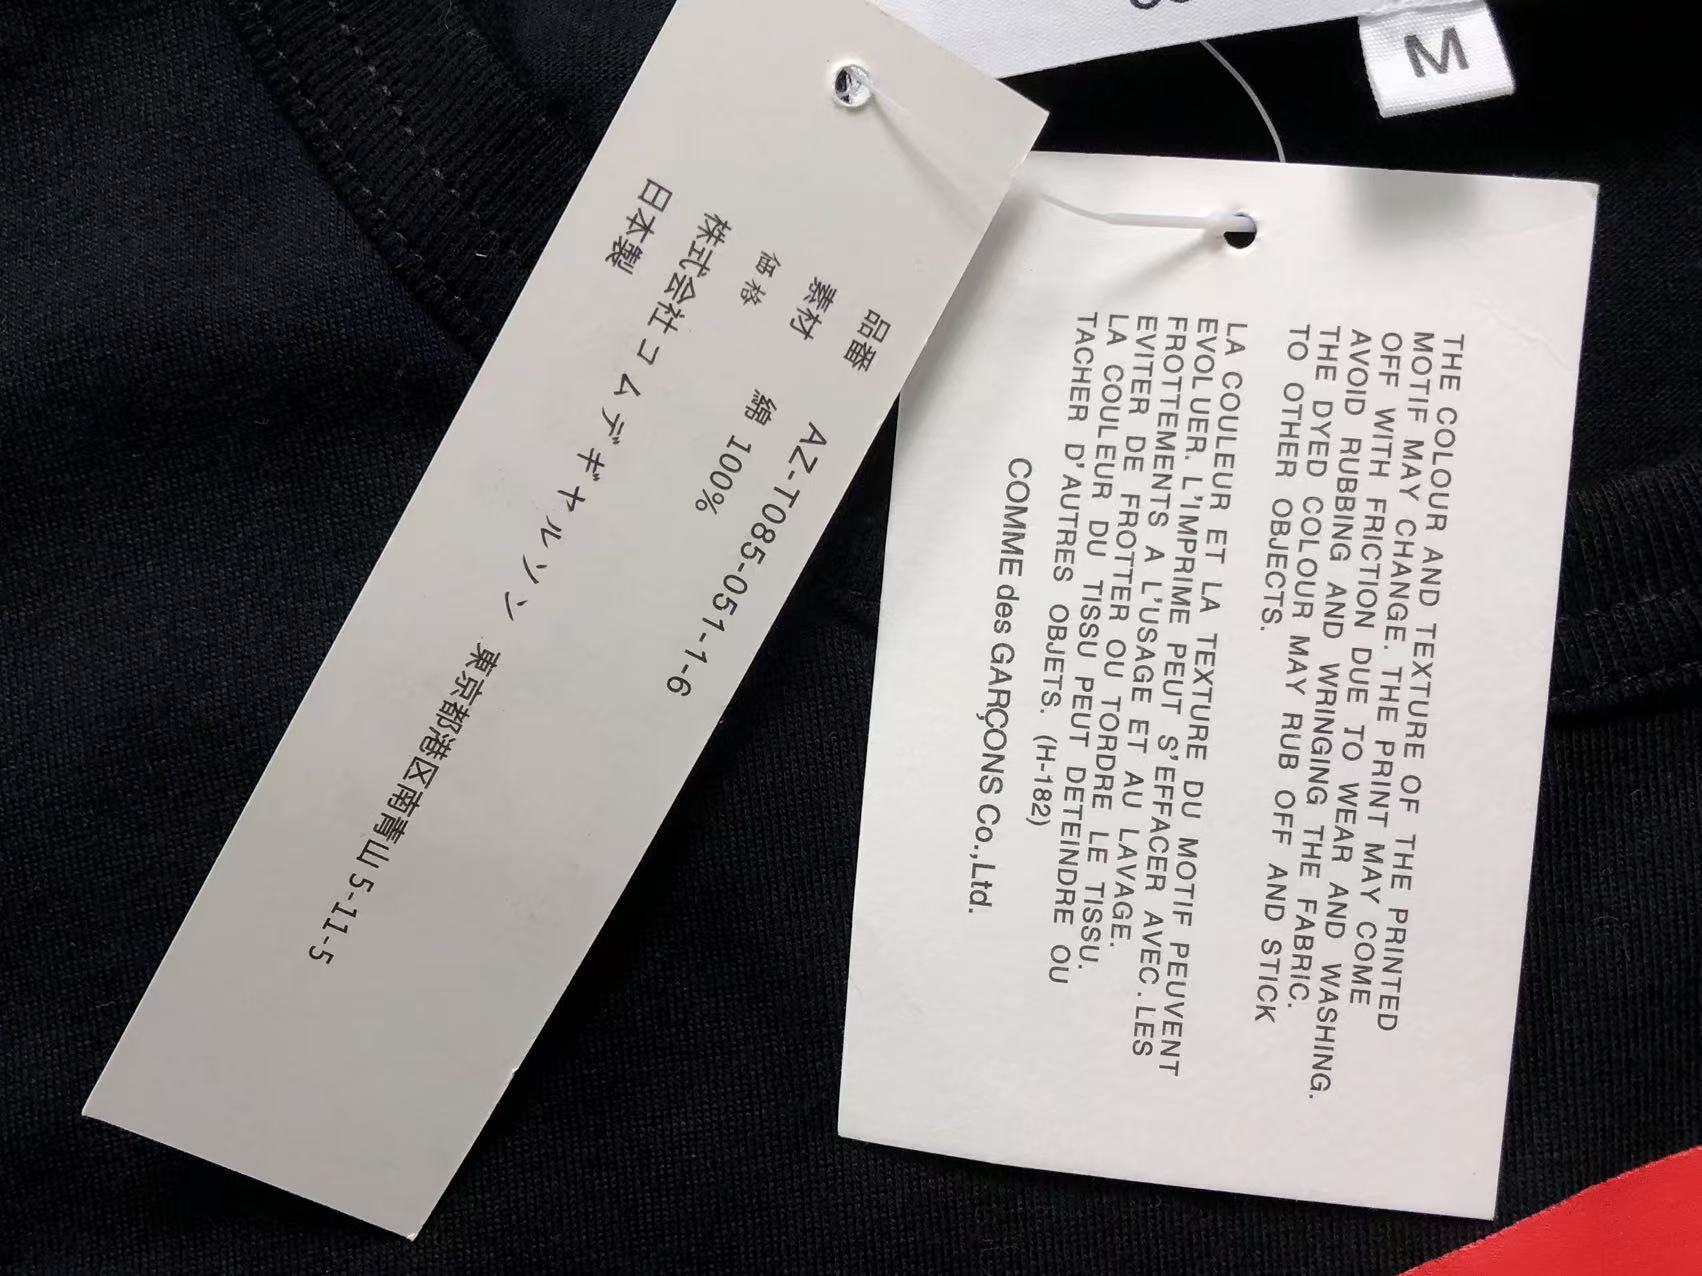 M
品番 AZ-T085-051-1-6
素材 綿 100%
価格
株式会社コムデギャルソン 東京都港区南青山5-11-5
日本製
THE COLOUR AND TEXTURE OF THE PRINTED
MOTIF MAY CHANGE. THE PRINT MAY COME
OFF WITH FRICTION DUE TO WEAR AND
AVOID RUBBING AND WRINGING THE WASHING.
THE DYED COLOUR MAY RUB OFF AND STICK
TO OTHER OBJECTS.
LA COULEUR ET LA TEXTURE DU MOTIF PEUVENT
EVOLUER. L'IMPRIME PEUT S'EFFACER AVEC.LES
FROTTEMENTS A L'USAGE ET AU LAVAGE.
EVITER DE FROTTER OU TORDRE LE TISSU.
LA COULEUR DU TISSU PEUT DETEINDRE OU
TACHER D'AUTRES OBJETS. (H-182)
COMME des GARÇONS Co.,Ltd.